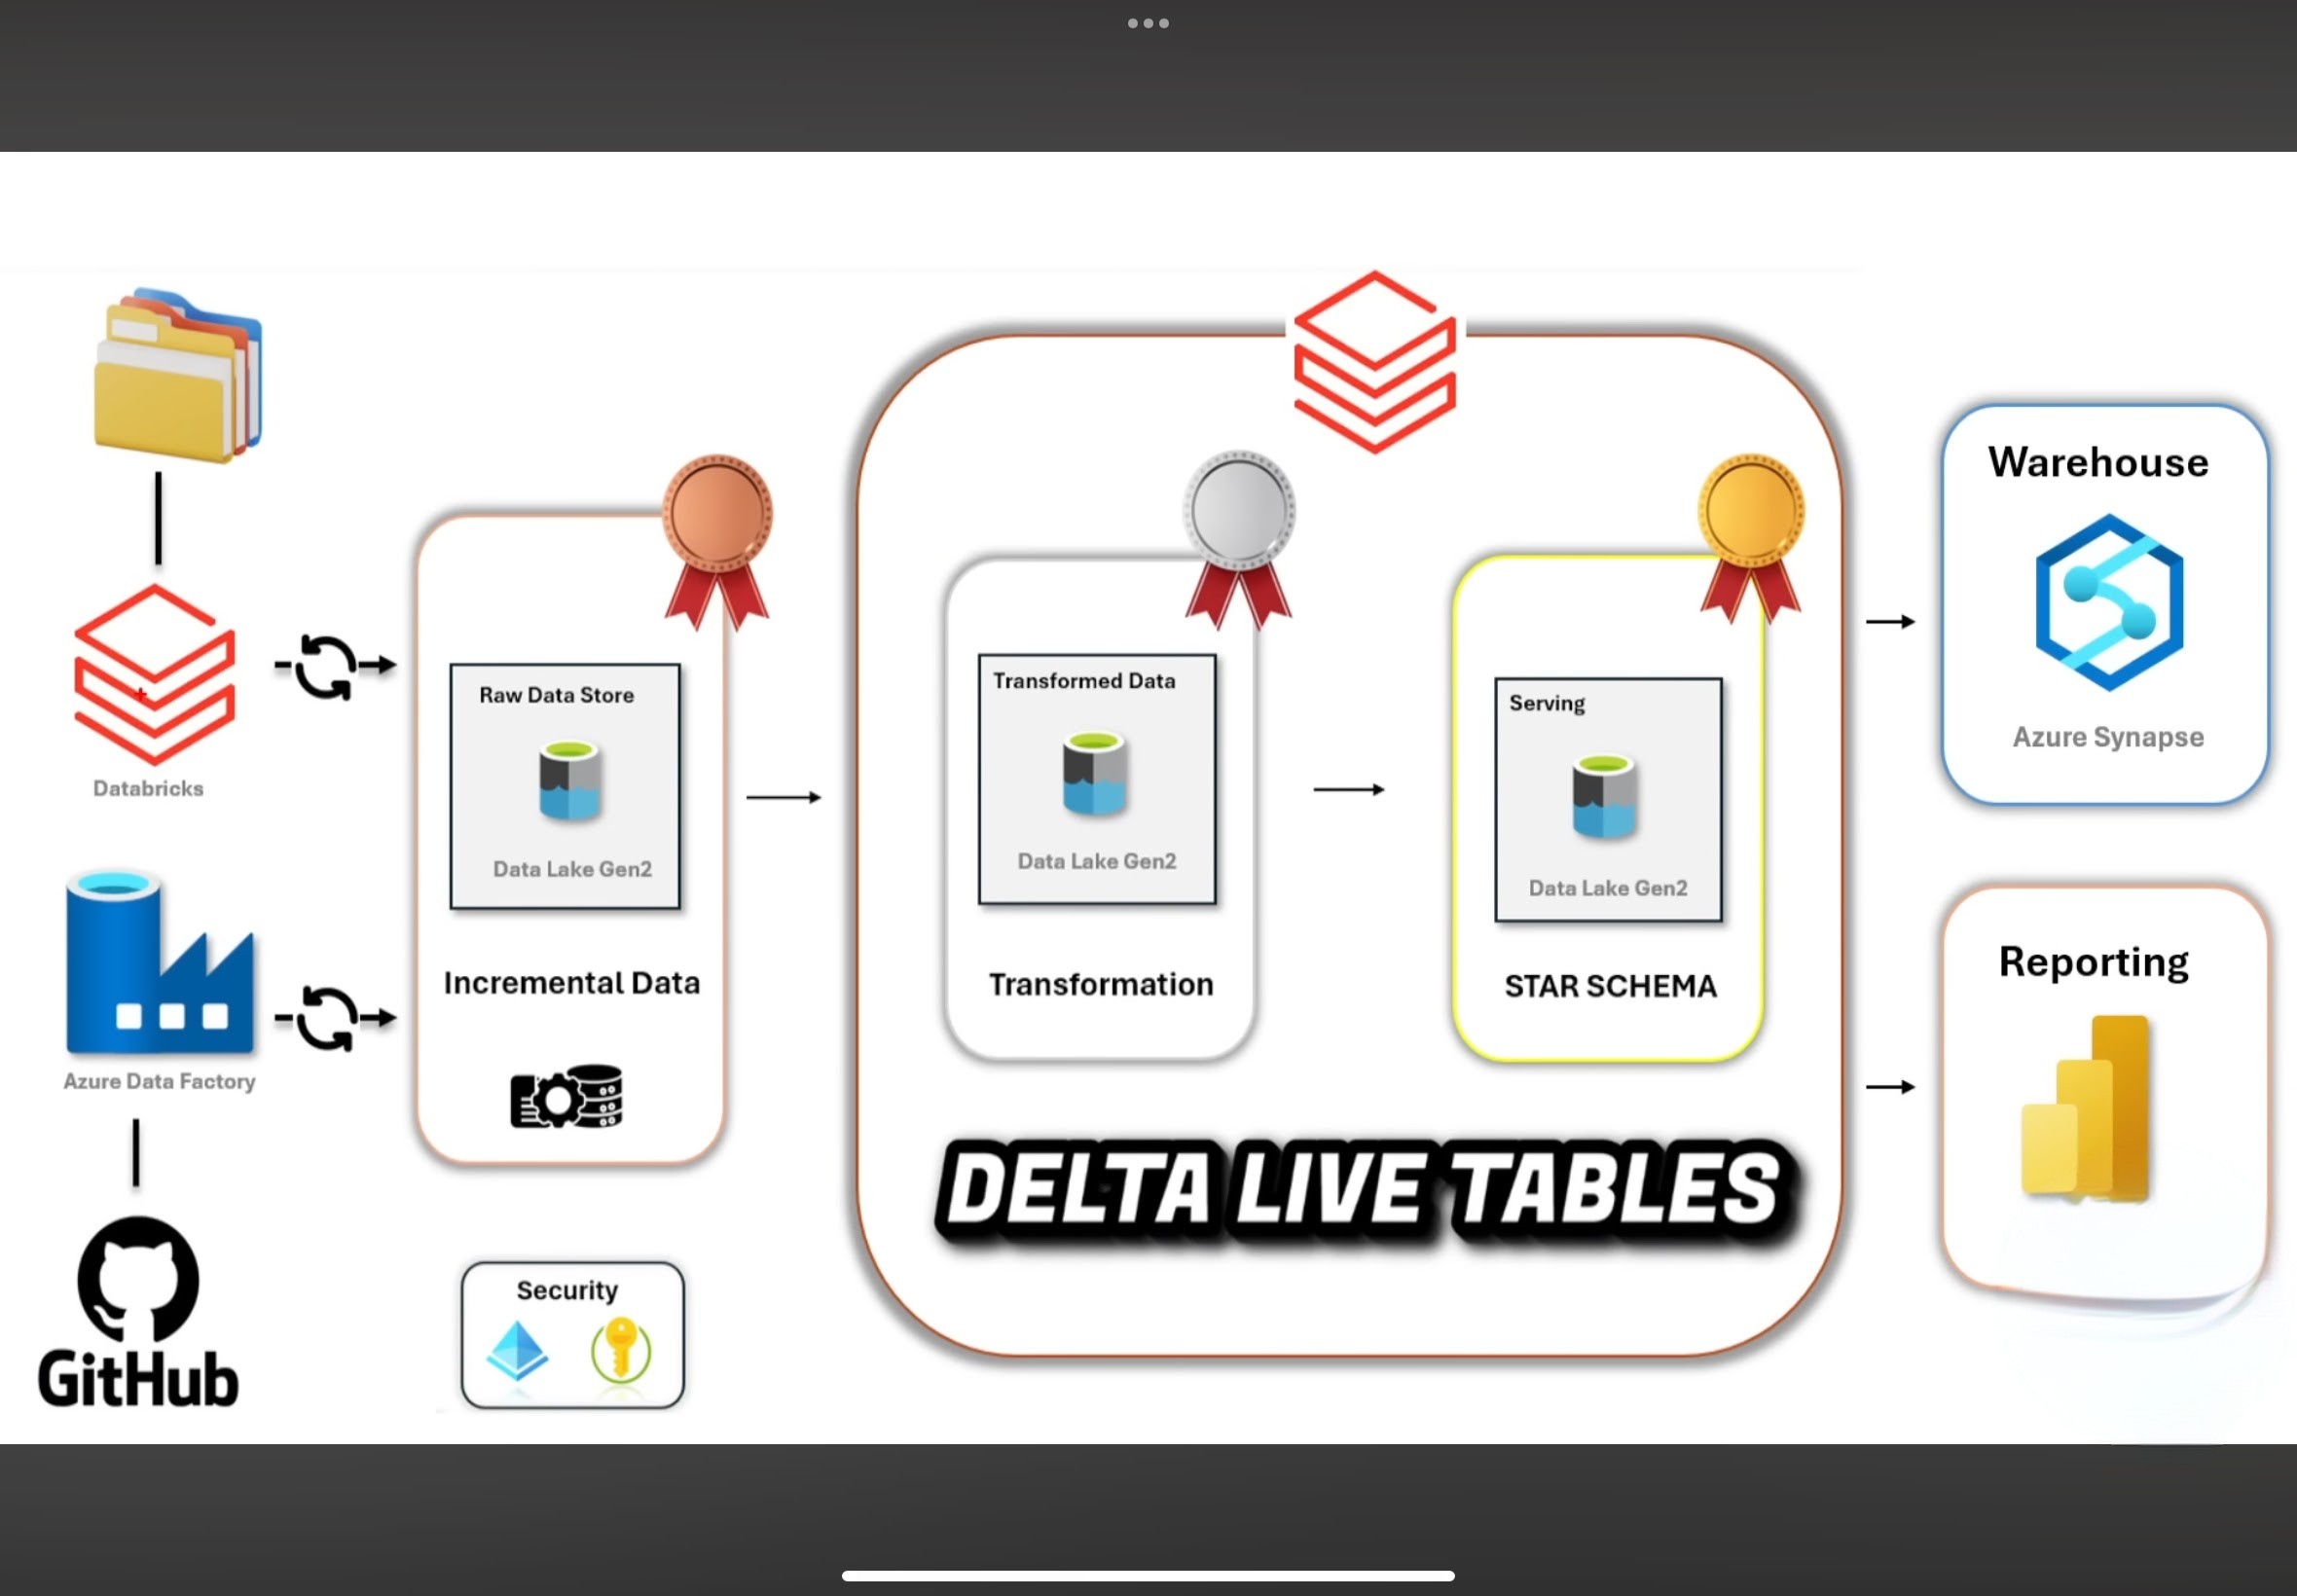 Databricks
Azure Data Factory
GitHub
Raw Data Store
Data Lake Gen2
Incremental Data
Security
Transformed Data
Data Lake Gen2
Transformation
Serving
Data Lake Gen2
STAR SCHEMA
DELTA LIVE TABLES
Warehouse
Azure Synapse
Reporting